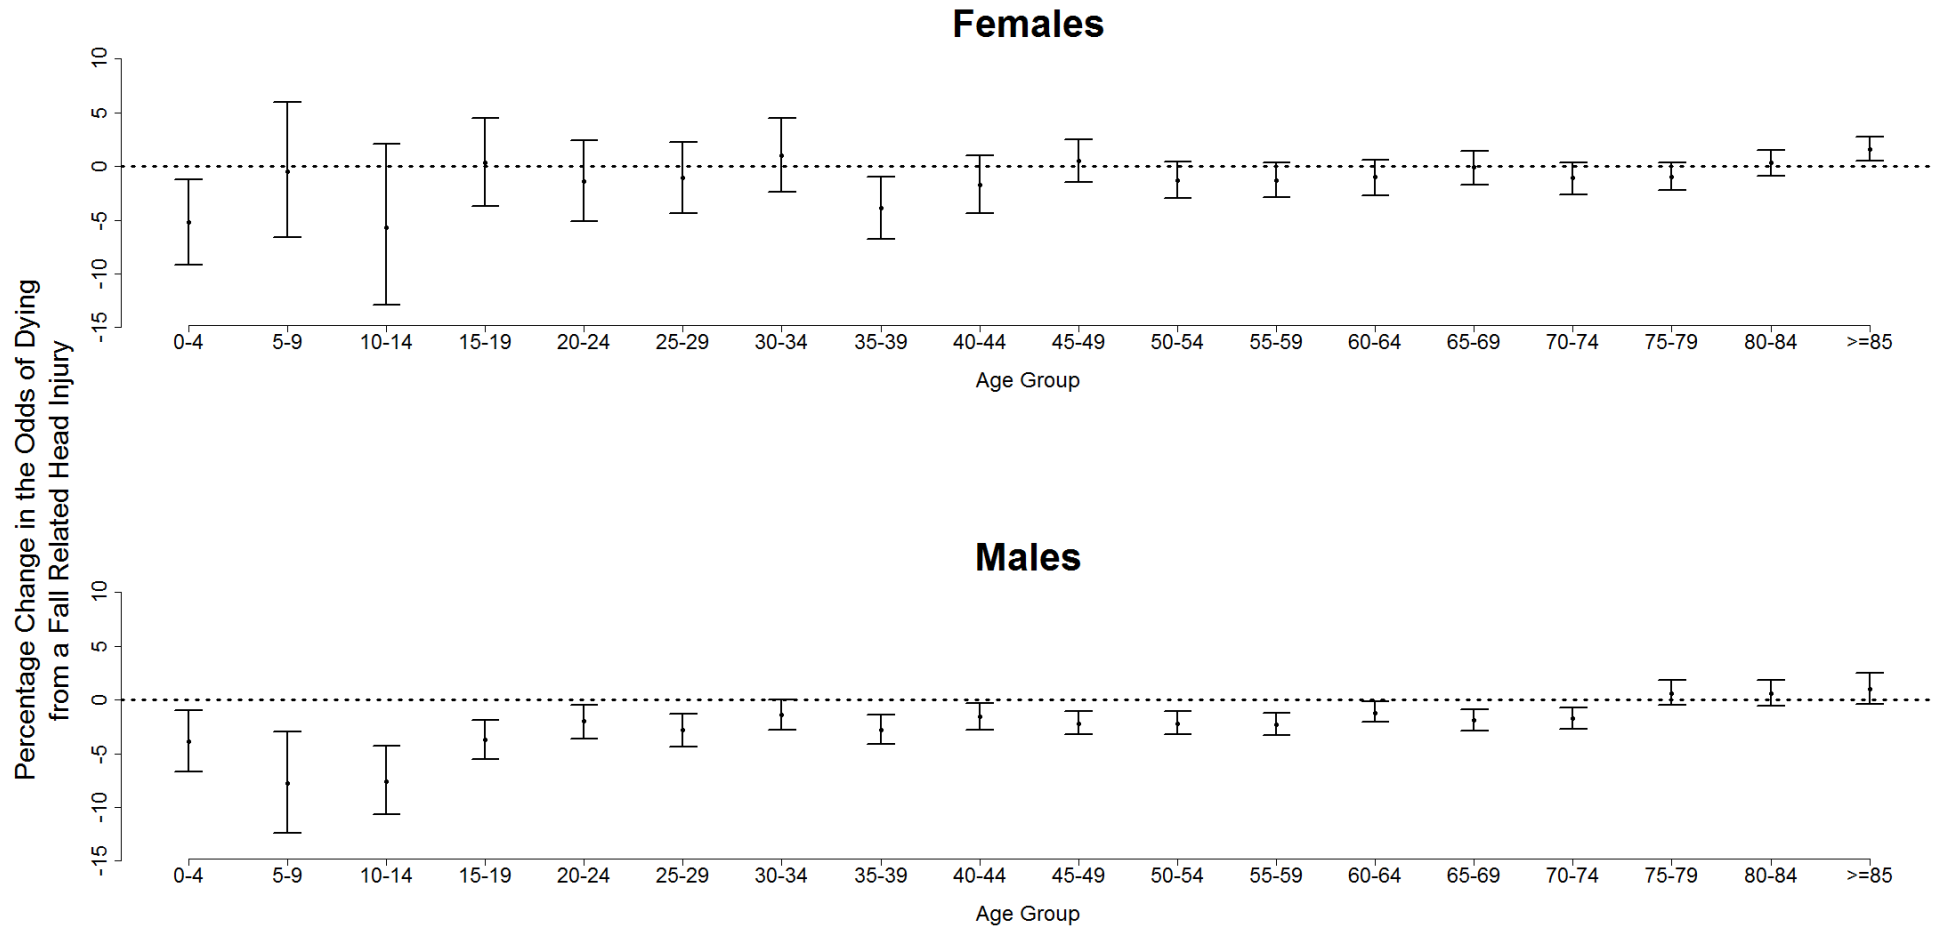 Females
10
5
0
-5
-10
-15
0-4 5-9 10-14 15-19 20-24 25-29 30-34 35-39 40-44 45-49 50-54 55-59 60-64 65-69 70-74 75-79 80-84 >=85
Age Group
Percentage Change in the Odds of Dying
from a Fall Related Head Injury
Males
10
5
0
-5
-10
-15
0-4 5-9 10-14 15-19 20-24 25-29 30-34 35-39 40-44 45-49 50-54 55-59 60-64 65-69 70-74 75-79 80-84 >=85
Age Group